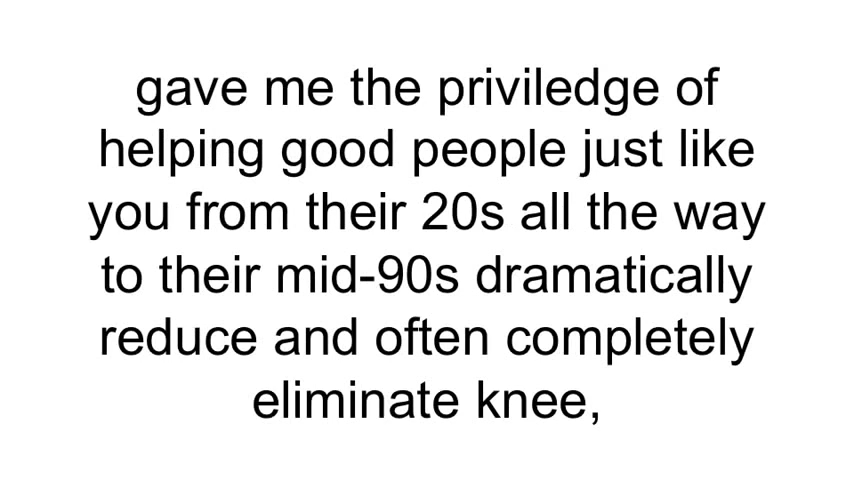 gave me the priviledge of
helping good people just like
you from their 20s all the way
to their mid-90s dramatically
reduce and often completely
eliminate knee,